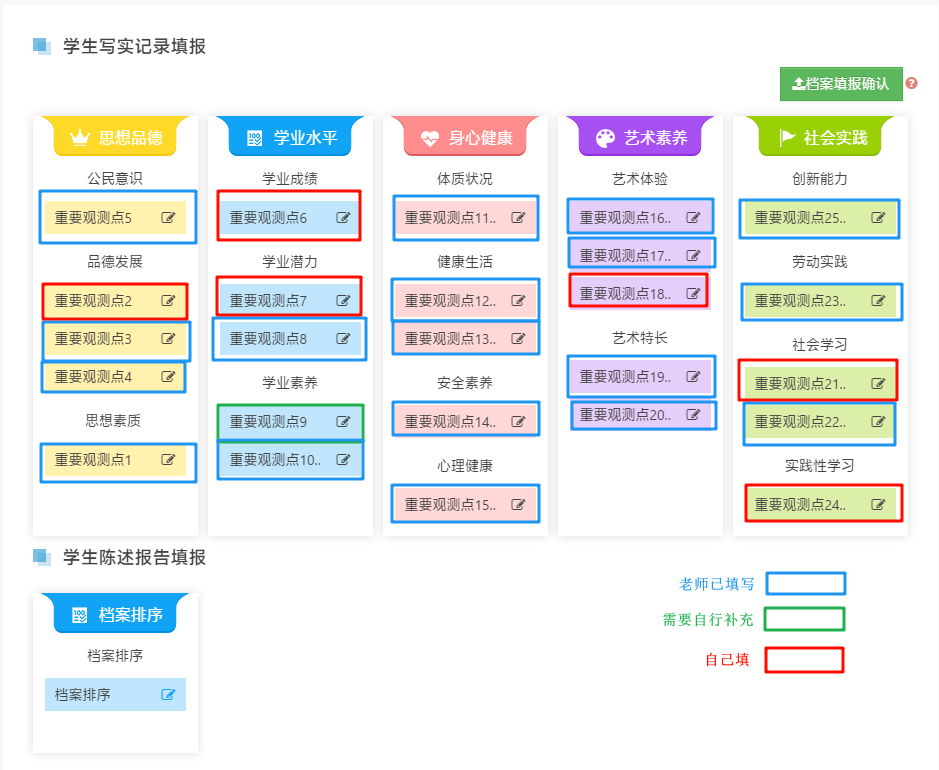 学生写实记录填报
档案填报确认
思想品德
公民意识
重要观测点5
品德发展
重要观测点2
重要观测点3
重要观测点4
思想素质
重要观测点1
学业水平
学业成绩
重要观测点6
学业潜力
重要观测点7
重要观测点8
学业素养
重要观测点9
重要观测点10..
身心健康
体质状况
重要观测点11..
健康生活
重要观测点12..
重要观测点13..
安全素养
重要观测点14..
心理健康
重要观测点15..
艺术素养
艺术体验
重要观测点16..
重要观测点17..
重要观测点18..
艺术特长
重要观测点19..
重要观测点20..
社会实践
创新能力
重要观测点25..
劳动实践
重要观测点23..
社会学习
重要观测点21..
重要观测点22..
实践性学习
重要观测点24..
学生陈述报告填报
档案排序
档案排序
档案排序
老师已填写
需要自行补充
自己填